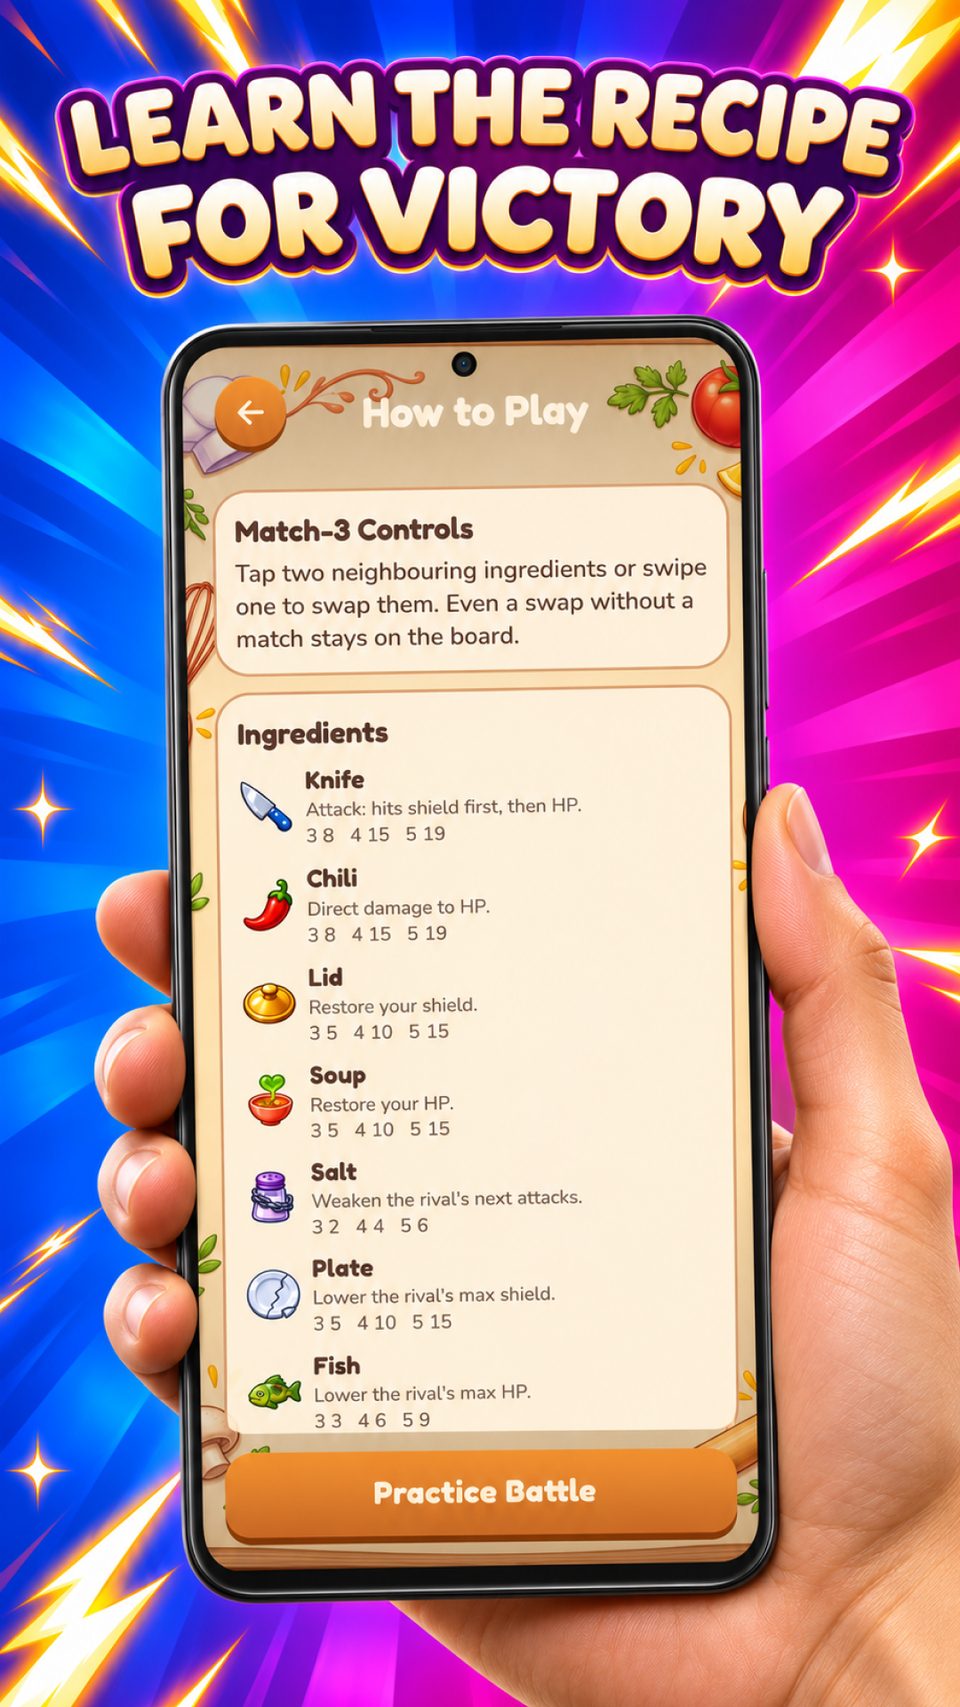 LEARN THE RECIPE
FOR VICTORY
How to Play
Match-3 Controls
Tap two neighbouring ingredients or swipe
one to swap them. Even a swap without a
match stays on the board.
Ingredients
Knife
Attack: hits shield first, then HP.
3 8 4 15 5 19
Chili
Direct damage to HP.
3 8 4 15 5 19
Lid
Restore your shield.
3 5 4 10 5 15
Soup
Restore your HP.
3 5 4 10 5 15
Salt
Weaken the rival's next attacks.
3 2 4 4 5 6
Plate
Lower the rival's max shield.
3 5 4 10 5 15
Fish
Lower the rival's max HP.
3 3 4 6 5 9
Practice Battle